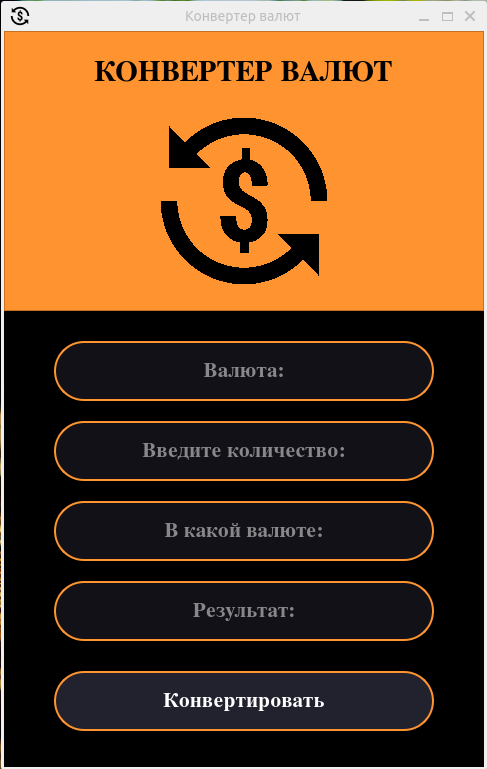 Конвертер валют
КОНВЕРТЕР ВАЛЮТ
$
Валюта:
Введите количество:
В какой валюте:
Результат:
Конвертировать